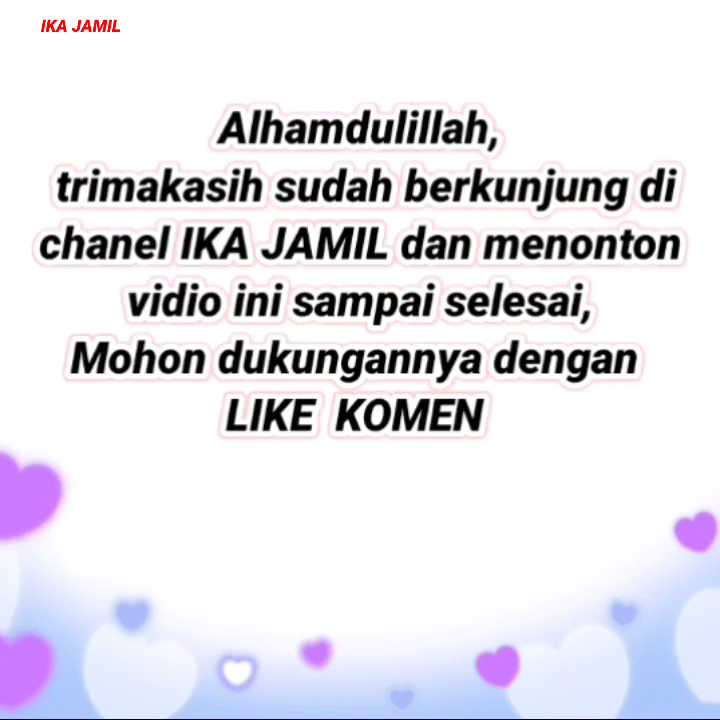 IKA JAMIL
Alhamdulillah,
trimakasih sudah berkunjung di
chanel IKA JAMIL dan menonton
vidio ini sampai selesai,
Mohon dukungannya dengan
LIKE KOMEN